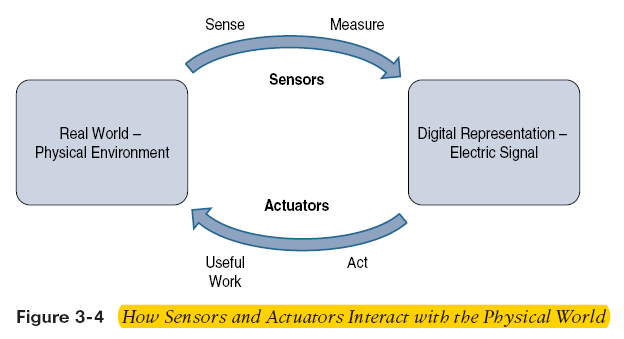 Sense Measure
Sensors
Real World –
Physical Environment
Digital Representation –
Electric Signal
Actuators
Useful
Work
Act
Figure 3-4 How Sensors and Actuators Interact with the Physical World